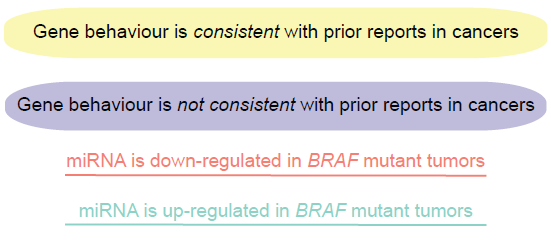 Gene behaviour is consistent with prior reports in cancers
Gene behaviour is not consistent with prior reports in cancers
miRNA is down-regulated in BRAF mutant tumors
miRNA is up-regulated in BRAF mutant tumors